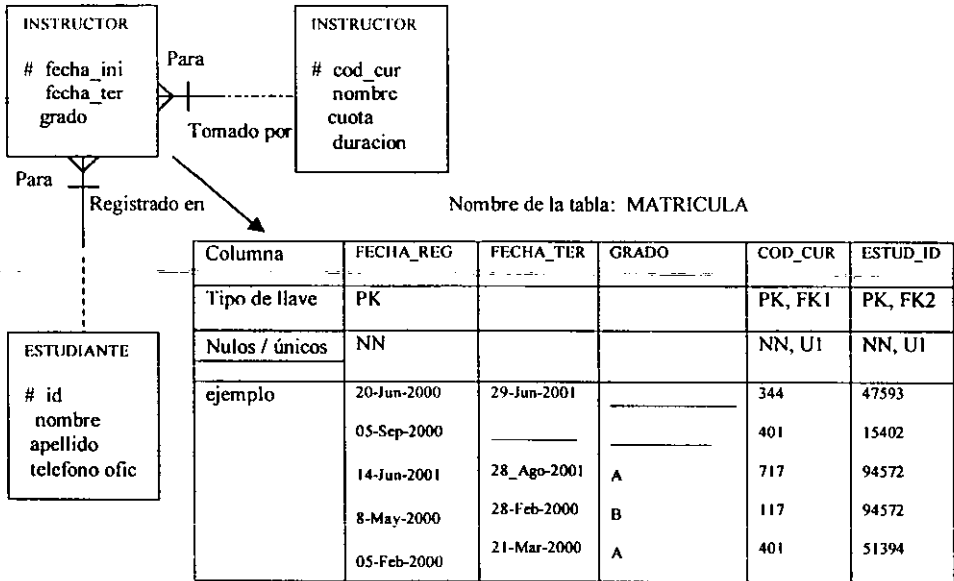 INSTRUCTOR
# fecha_ini
fecha_ter
grado
Para
Tomado por
INSTRUCTOR
# cod_cur
nombre
cuota
duracion
Para
Registrado en
ESTUDIANTE
# id
nombre
apellido
telefono ofic
Nombre de la tabla: MATRICULA
Columna FECHA_REG FECHA_TER GRADO COD_CUR ESTUD_ID
Tipo de llave PK PK, FK1 PK, FK2
Nulos / únicos NN NN, U1 NN, U1
ejemplo 20-Jun-2000 29-Jun-2001 344 47593
05-Sep-2000 401 15402
14-Jun-2001 28_Ago-2001 A 717 94572
8-May-2000 28-Feb-2000 B 117 94572
05-Feb-2000 21-Mar-2000 A 401 51394